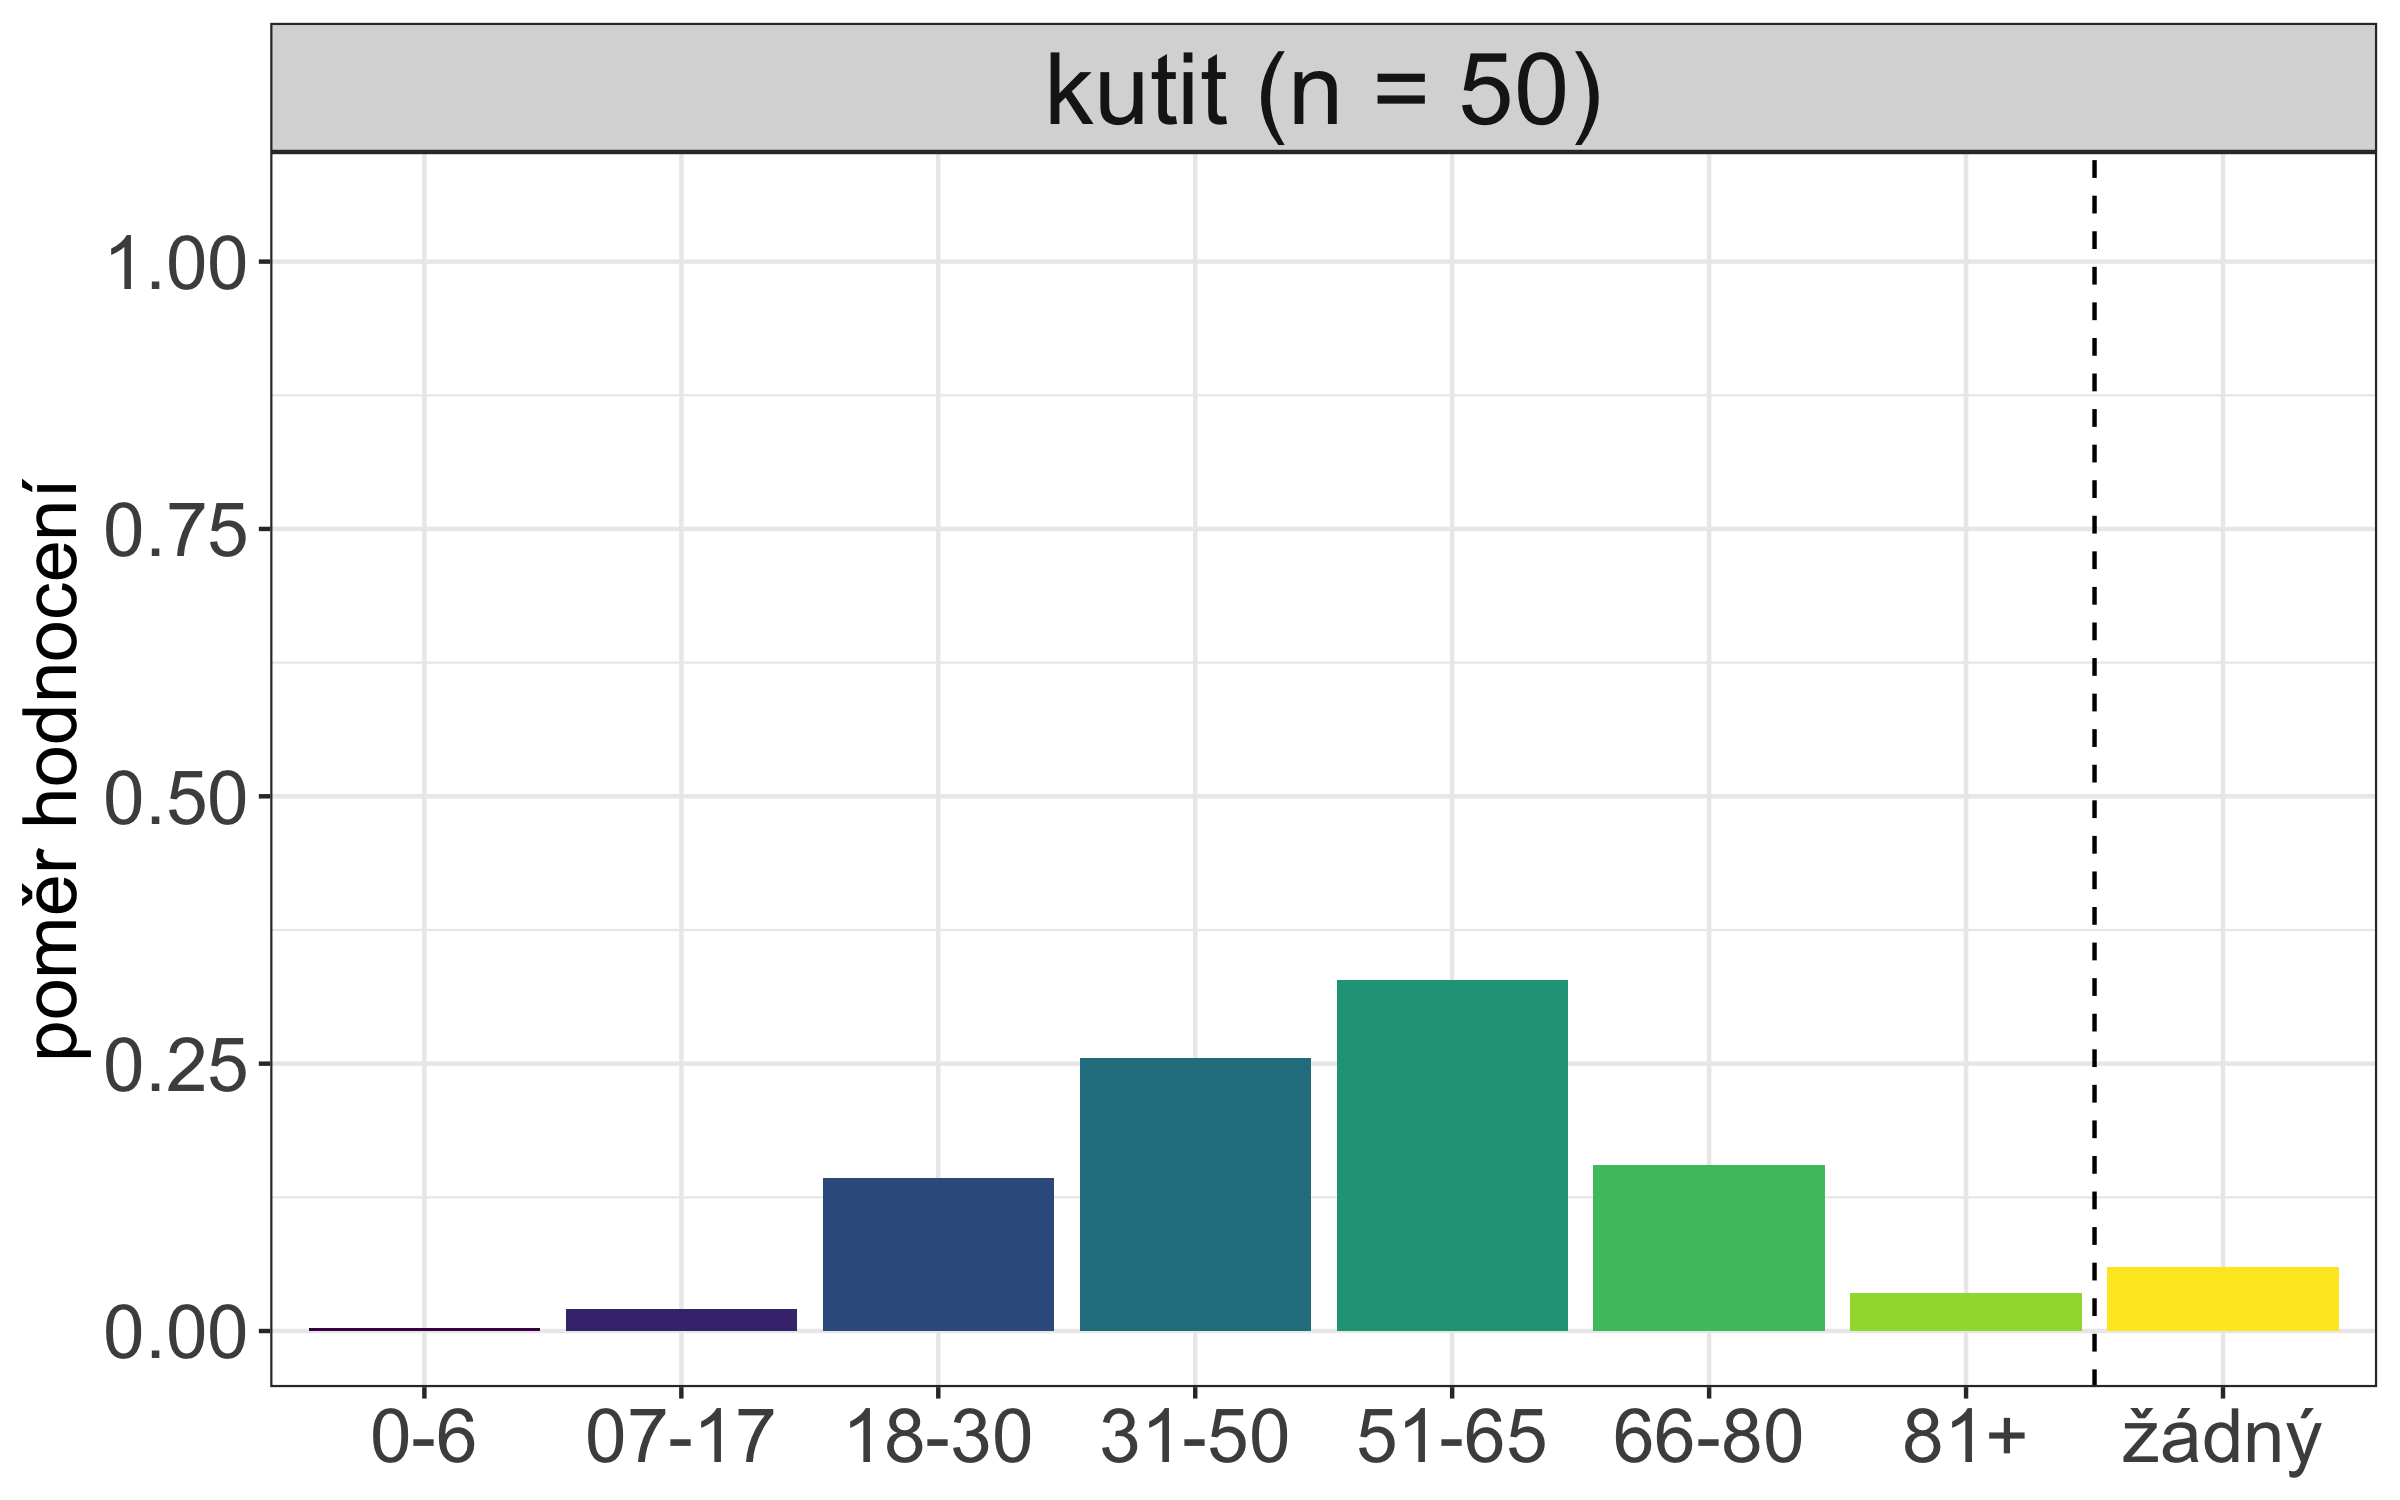 kutit (n = 50)
poměr hodnocení
1.00
0.75
0.50
0.25
0.00
0-6 07-17 18-30 31-50 51-65 66-80 81+ žádný